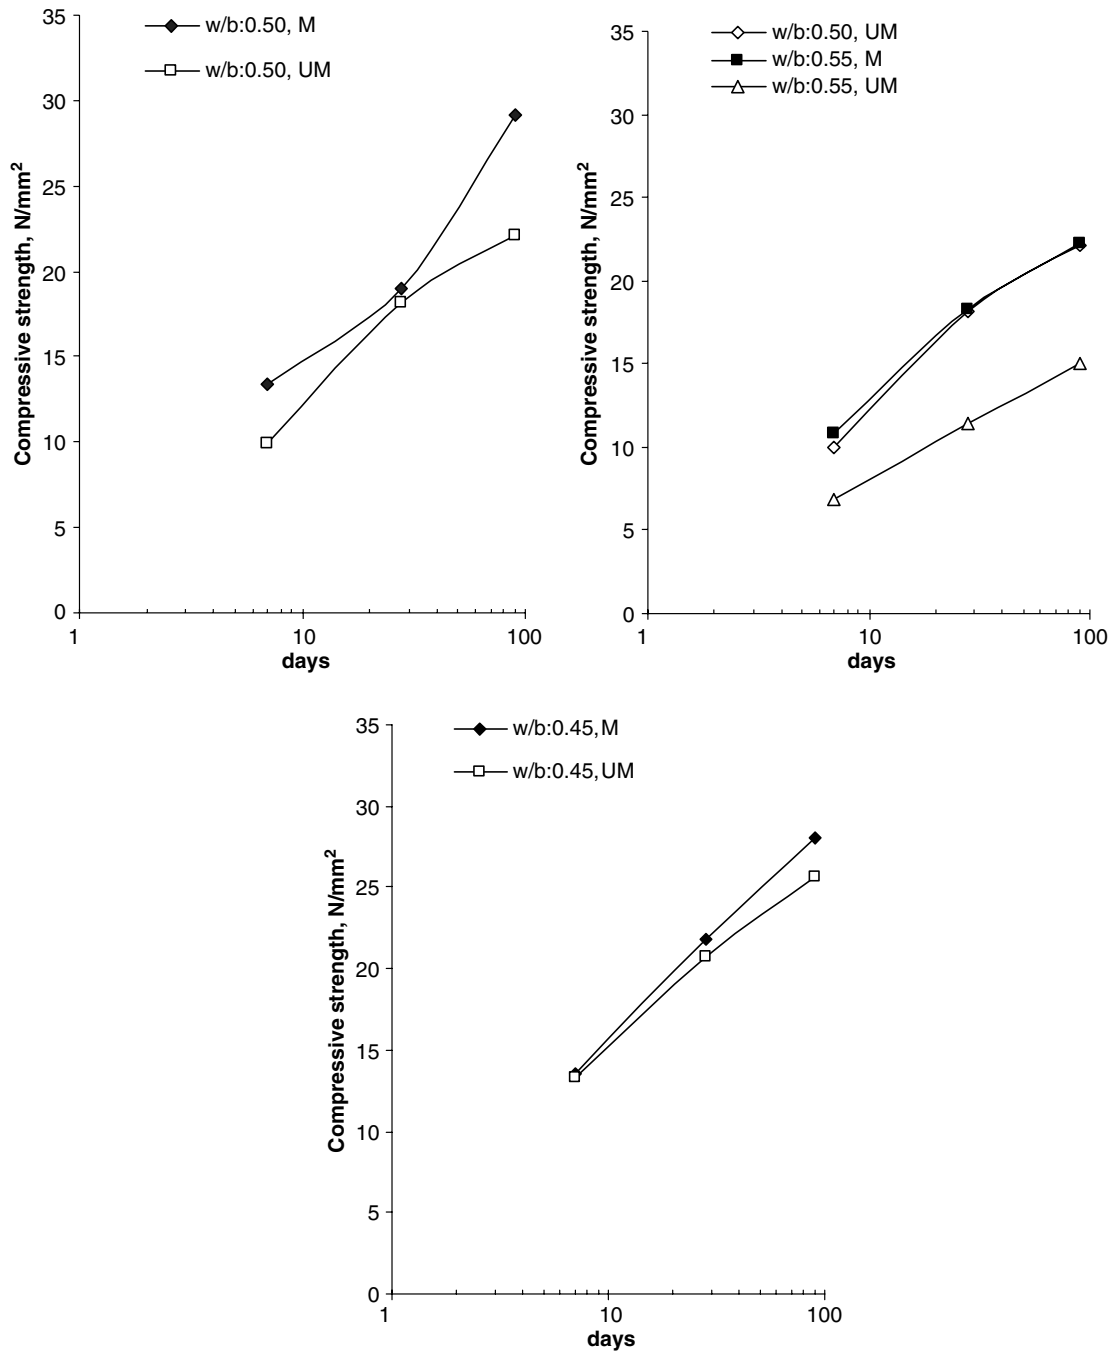 w/b:0.50, M
w/b:0.50, UM
Compressive strength, N/mm²
35
30
25
20
15
10
5
0
1
10
100
days
w/b:0.50, UM
w/b:0.55, M
w/b:0.55, UM
Compressive strength, N/mm²
35
30
25
20
15
10
5
0
1
10
100
days
w/b:0.45, M
w/b:0.45, UM
Compressive strength, N/mm²
35
30
25
20
15
10
5
0
1
10
100
days